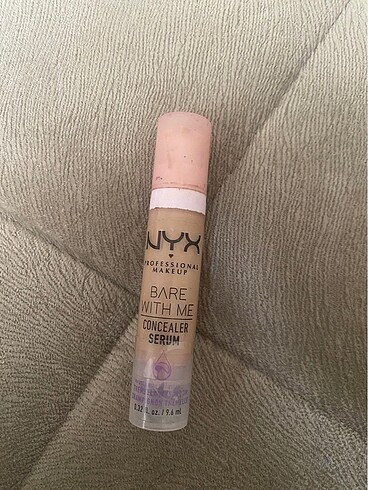 NYX
PROFESSIONAL
MAKEUP
BARE
WITH ME
CONCEALER
SERUM
0.32 fl. oz. / 9.6 mL